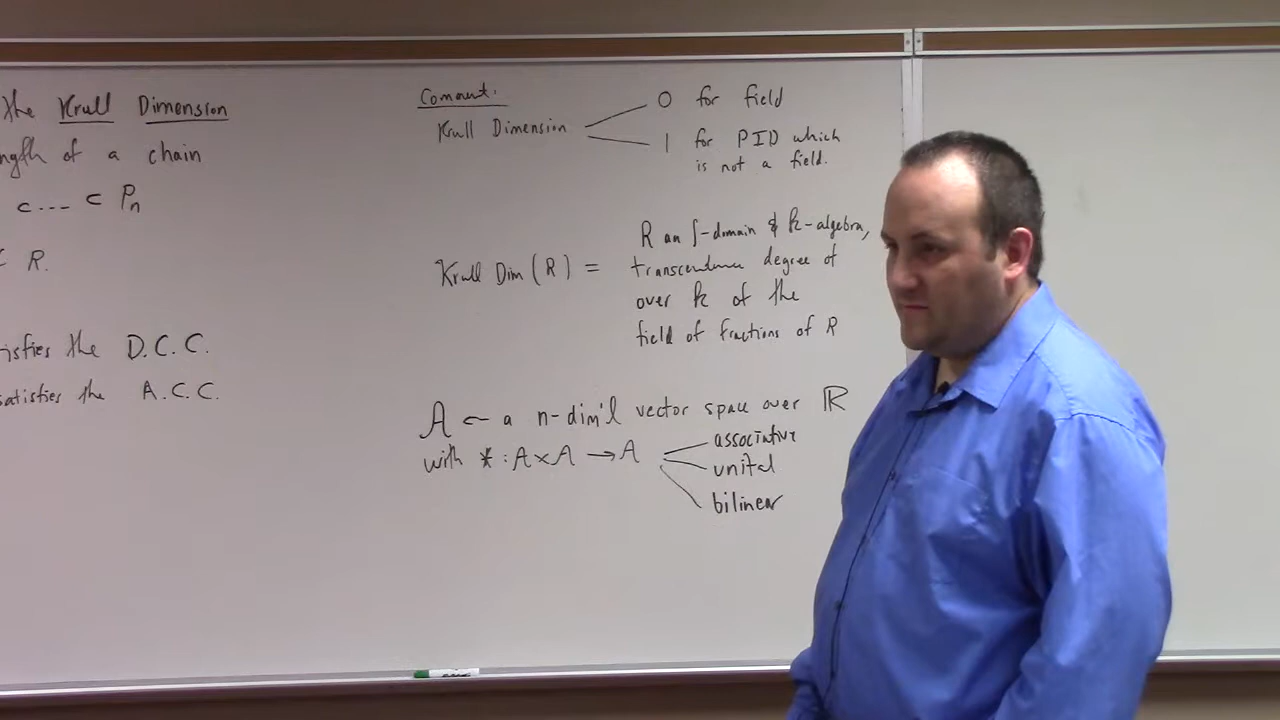 the Krull Dimension
ngth of a chain
⊂ ... ⊂ Pn
⊂ R.
tisfies the D.C.C.
satisfies the A.C.C.
Comment:
Krull Dimension
0 for field
1 for PID which
is not a field.
Krull Dim (R) =
R an ∫-domain & k-algebra,
transcendence degree of
over k of the
field of fractions of R
A ← a n-dim'l vector space over ℝ
with * : A × A → A
associative
unital
bilinear